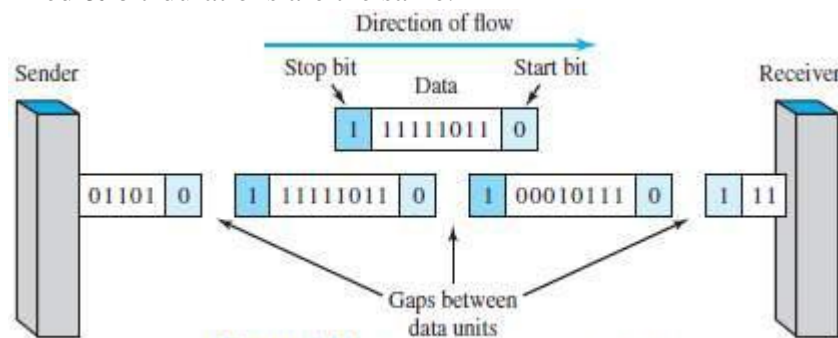 Direction of flow
Sender
Stop bit
Data
Start bit
Receiver
1 11111011 0
01101 0
1 11111011 0
1 00010111 0
1 11
Gaps between
data units